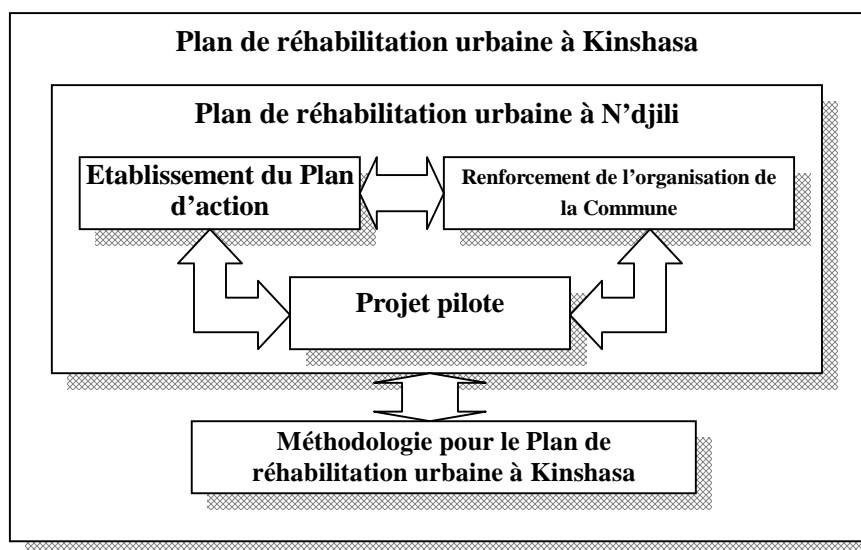 Plan de réhabilitation urbaine à Kinshasa
Plan de réhabilitation urbaine à N’djili
Etablissement du Plan
d’action
Renforcement de l’organisation de
la Commune
Projet pilote
Méthodologie pour le Plan de
réhabilitation urbaine à Kinshasa